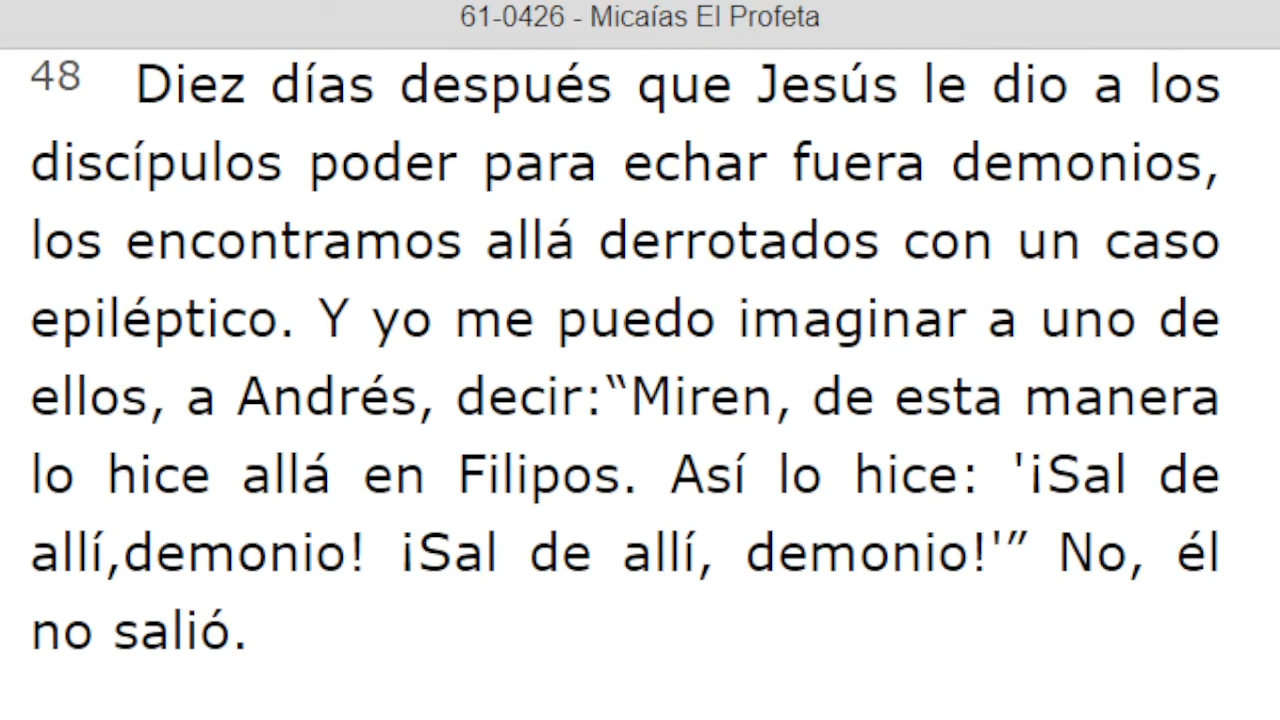 61-0426 - Micaías El Profeta
48 Diez días después que Jesús le dio a los
discípulos poder para echar fuera demonios,
los encontramos allá derrotados con un caso
epiléptico. Y yo me puedo imaginar a uno de
ellos, a Andrés, decir:“Miren, de esta manera
lo hice allá en Filipos. Así lo hice: '¡Sal de
allí,demonio! ¡Sal de allí, demonio!'” No, él
no salió.